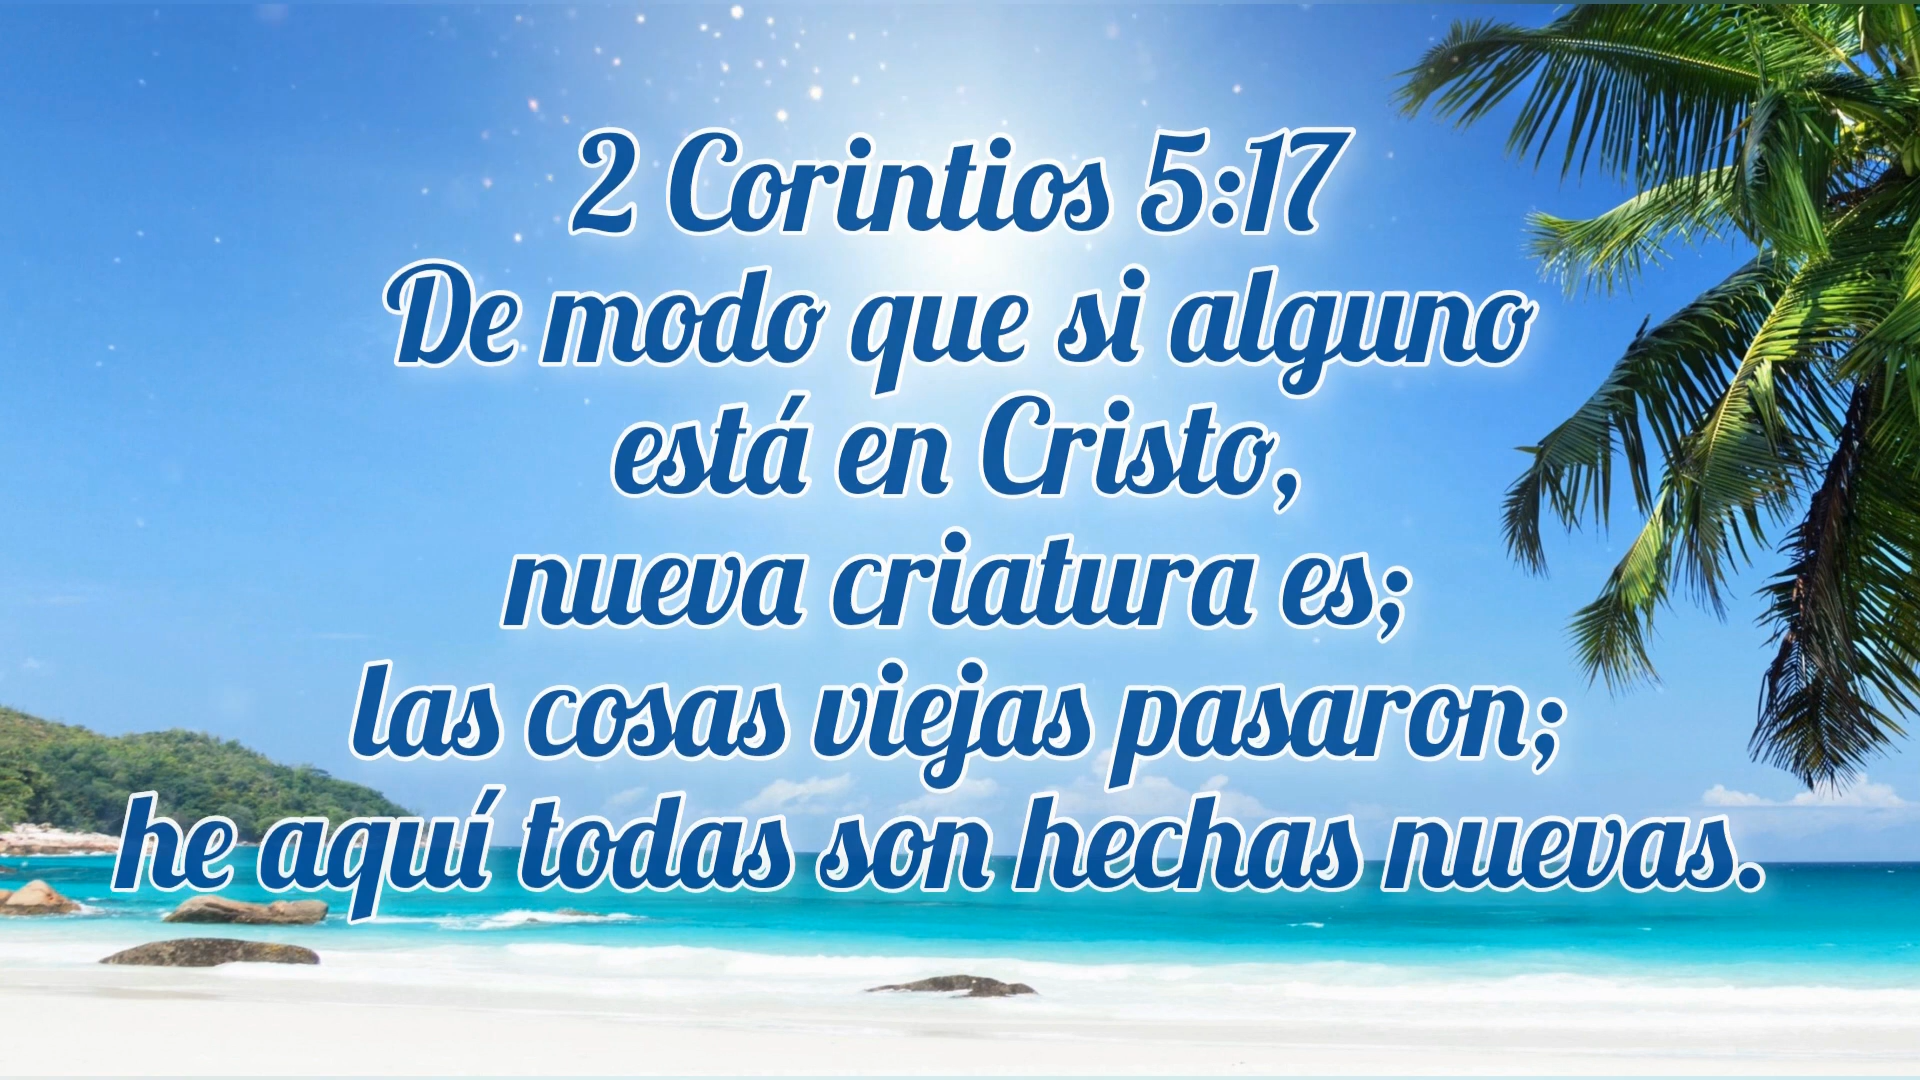 2 Corintios 5:17
De modo que si alguno
está en Cristo,
nueva criatura es;
las cosas viejas pasaron;
he aquí todas son hechas nuevas.